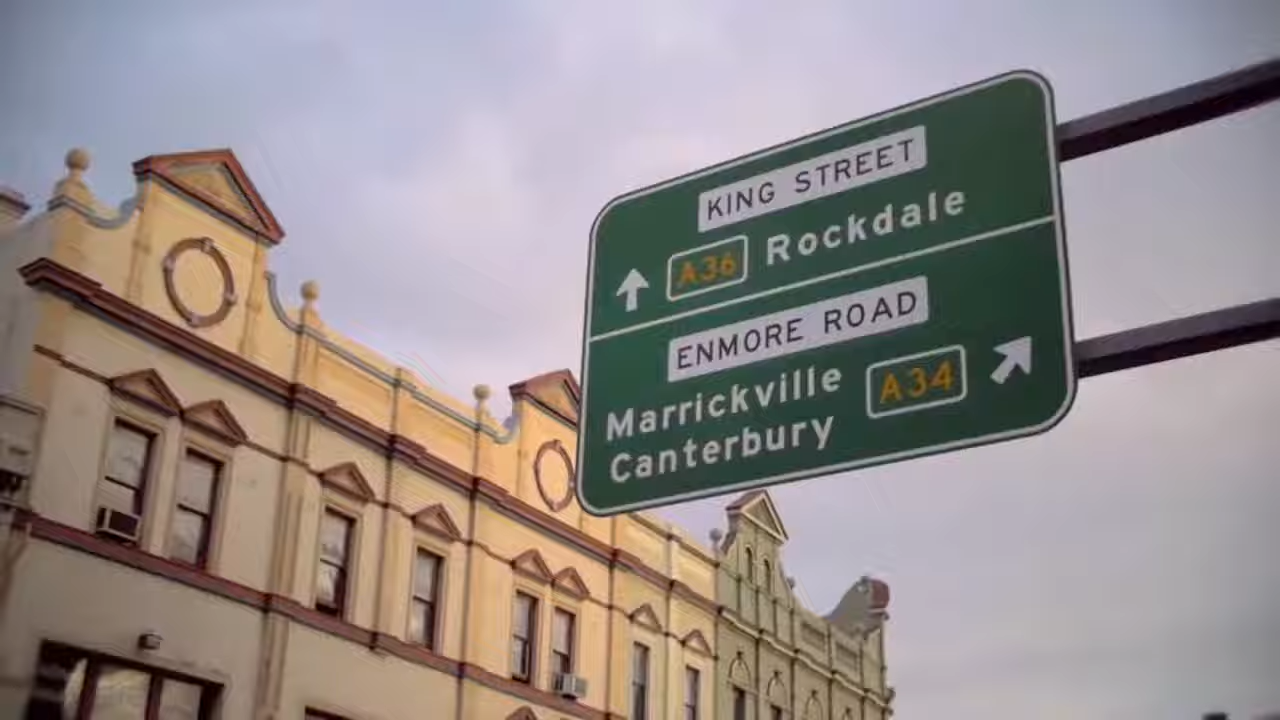 KING STREET
A36 Rockdale
ENMORE ROAD
Marrickville A34
Canterbury